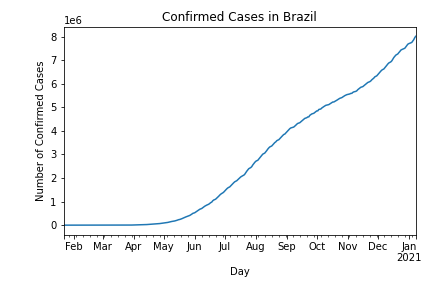 Confirmed Cases in Brazil
1e6
8
7
6
5
4
3
2
1
0
Number of Confirmed Cases
Feb Mar Apr May Jun Jul Aug Sep Oct Nov Dec Jan
2021
Day